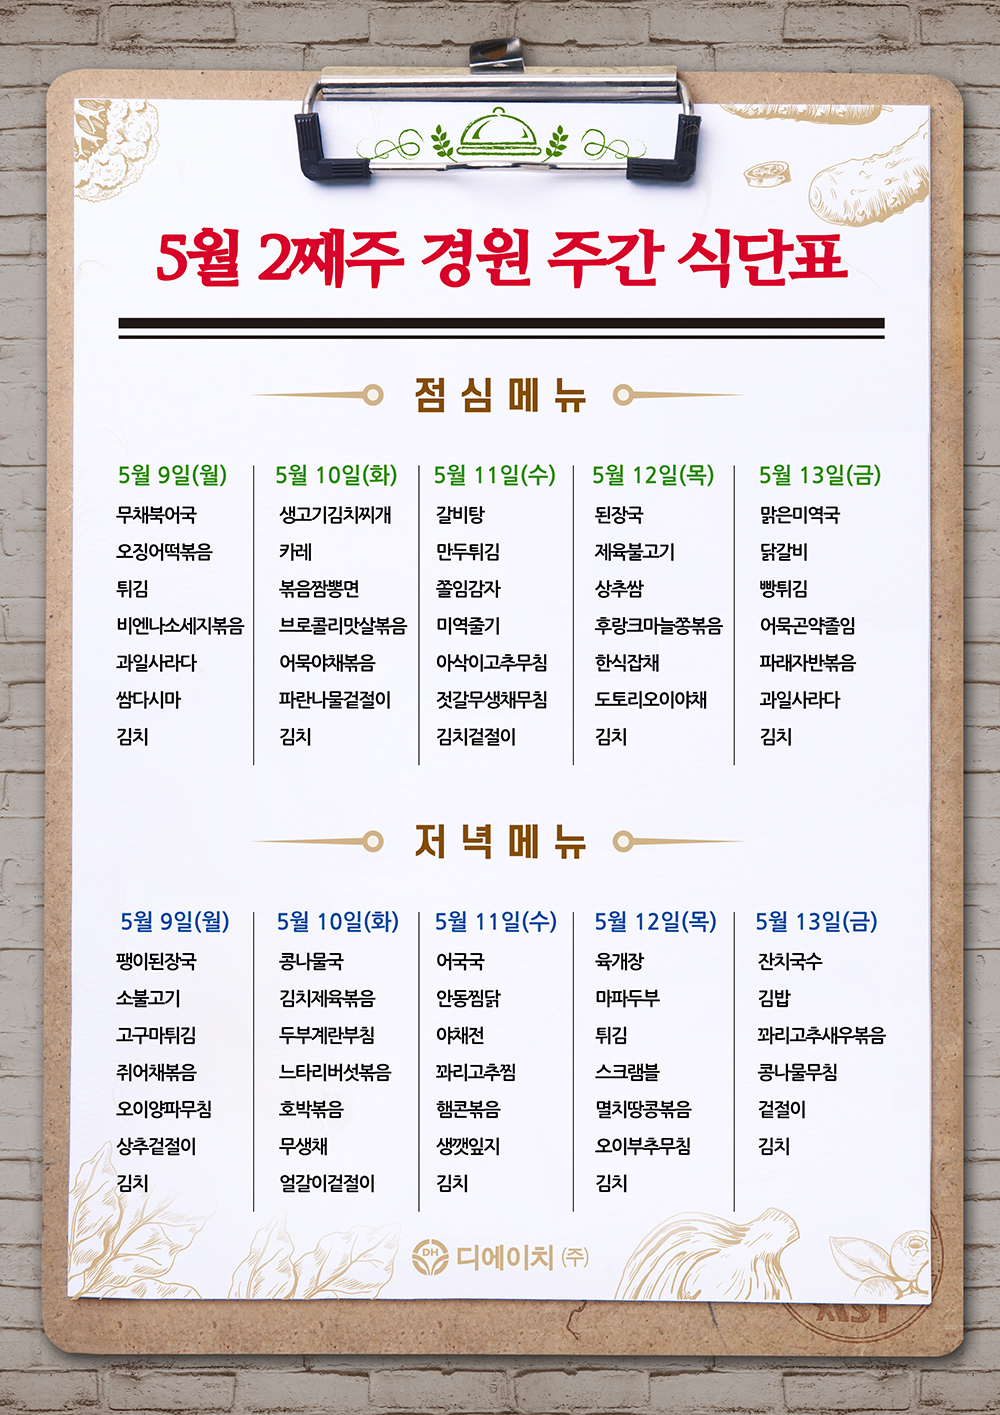 5월 2째주 경원 주간 식단표
점심메뉴
5월 9일(월)
무채북어국
오징어떡볶음
튀김
비엔나소세지볶음
과일사라다
쌈다시마
김치
5월 10일(화)
생고기김치찌개
카레
볶음짬뽕면
브로콜리맛살볶음
어묵야채볶음
파란나물겉절이
김치
5월 11일(수)
갈비탕
만두튀김
쫄임감자
미역줄기
아삭이고추무침
젓갈무생채무침
김치겉절이
5월 12일(목)
된장국
제육불고기
상추쌈
후랑크마늘쫑볶음
한식잡채
도토리오이야채
김치
5월 13일(금)
맑은미역국
닭갈비
빵튀김
어묵곤약졸임
파래자반볶음
과일사라다
김치
저녁메뉴
5월 9일(월)
팽이된장국
소불고기
고구마튀김
쥐어채볶음
오이양파무침
상추겉절이
김치
5월 10일(화)
콩나물국
김치제육볶음
두부계란부침
느타리버섯볶음
호박볶음
무생채
얼갈이겉절이
5월 11일(수)
어국국
안동찜닭
야채전
꽈리고추찜
햄콘볶음
생깻잎지
김치
5월 12일(목)
육개장
마파두부
튀김
스크램블
멸치땅콩볶음
오이부추무침
김치
5월 13일(금)
잔치국수
김밥
꽈리고추새우볶음
콩나물무침
겉절이
김치
DH 디에이치(주)